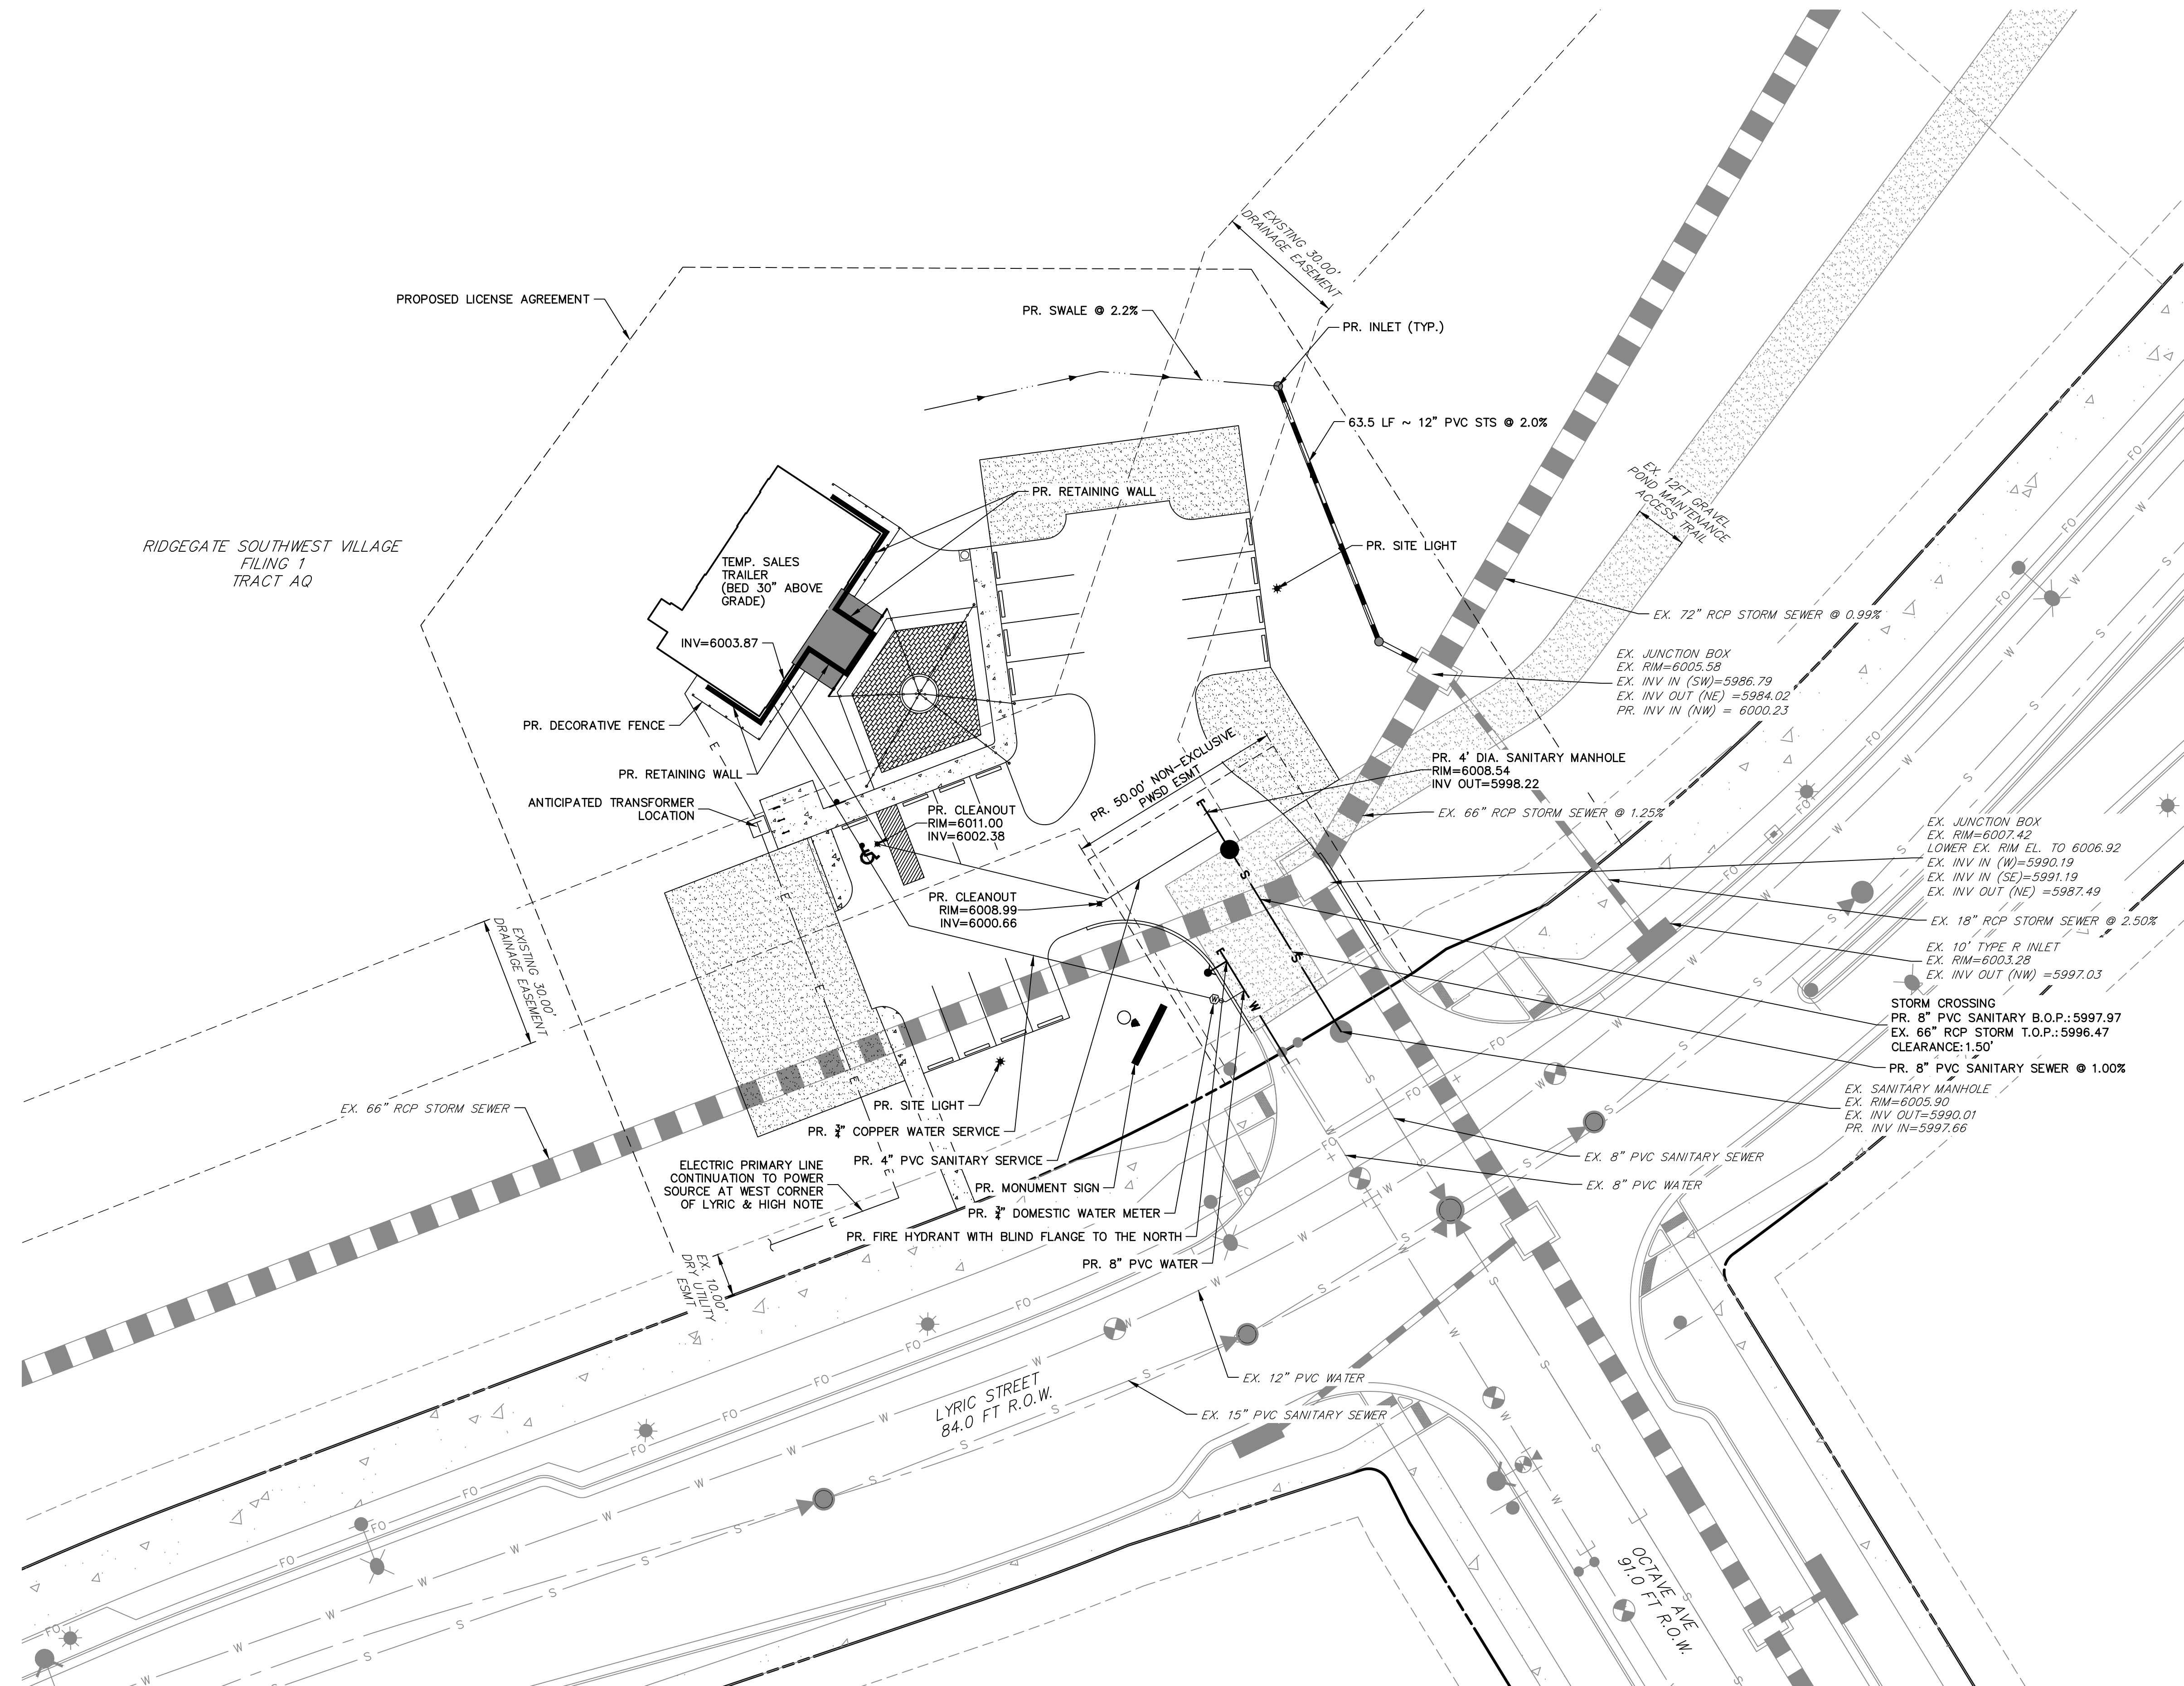 EXISTING 30.00'
DRAINAGE EASEMENT
PROPOSED LICENSE AGREEMENT
PR. SWALE @ 2.2%
PR. INLET (TYP.)
63.5 LF ~ 12" PVC STS @ 2.0%
PR. RETAINING WALL
EX. 12FT GRAVEL
POND MAINTENANCE
ACCESS TRAIL
RIDGEGATE SOUTHWEST VILLAGE
FILING 1
TRACT AQ
TEMP. SALES
TRAILER
(BED 30" ABOVE
GRADE)
PR. SITE LIGHT
EX. 72" RCP STORM SEWER @ 0.99%
INV=6003.87
EX. JUNCTION BOX
EX. RIM=6005.58
EX. INV IN (SW)=5986.79
EX. INV OUT (NE) =5984.02
PR. INV IN (NW) = 6000.23
PR. DECORATIVE FENCE
PR. RETAINING WALL
PR. 50.00' NON-EXCLUSIVE
PWSD ESMT
PR. 4' DIA. SANITARY MANHOLE
RIM=6008.54
INV OUT=5998.22
ANTICIPATED TRANSFORMER
LOCATION
PR. CLEANOUT
RIM=6011.00
INV=6002.38
EX. 66" RCP STORM SEWER @ 1.25%
EX. JUNCTION BOX
EX. RIM=6007.42
LOWER EX. RIM EL. TO 6006.92
EX. INV IN (W)=5990.19
EX. INV IN (SE)=5991.19
EX. INV OUT (NE) =5987.49
PR. CLEANOUT
RIM=6008.99
INV=6000.66
EX. 18" RCP STORM SEWER @ 2.50%
EXISTING 30.00'
DRAINAGE EASEMENT
EX. 10' TYPE R INLET
EX. RIM=6003.28
EX. INV OUT (NW) =5997.03
STORM CROSSING
PR. 8" PVC SANITARY B.O.P.:5997.97
EX. 66" RCP STORM T.O.P.:5996.47
CLEARANCE:1.50'
PR. 8" PVC SANITARY SEWER @ 1.00%
EX. SANITARY MANHOLE
EX. RIM=6005.90
EX. INV OUT=5990.01
PR. INV IN=5997.66
EX. 66" RCP STORM SEWER
PR. SITE LIGHT
PR. ¾" COPPER WATER SERVICE
PR. 4" PVC SANITARY SERVICE
EX. 8" PVC SANITARY SEWER
ELECTRIC PRIMARY LINE
CONTINUATION TO POWER
SOURCE AT WEST CORNER
OF LYRIC & HIGH NOTE
PR. MONUMENT SIGN
EX. 8" PVC WATER
PR. ¾" DOMESTIC WATER METER
PR. FIRE HYDRANT WITH BLIND FLANGE TO THE NORTH
PR. 8" PVC WATER
EX. 10.00'
DRY UTILITY
ESMT
EX. 12" PVC WATER
LYRIC STREET
84.0 FT R.O.W.
EX. 15" PVC SANITARY SEWER
OCTAVE AVE
91.0 FT R.O.W.